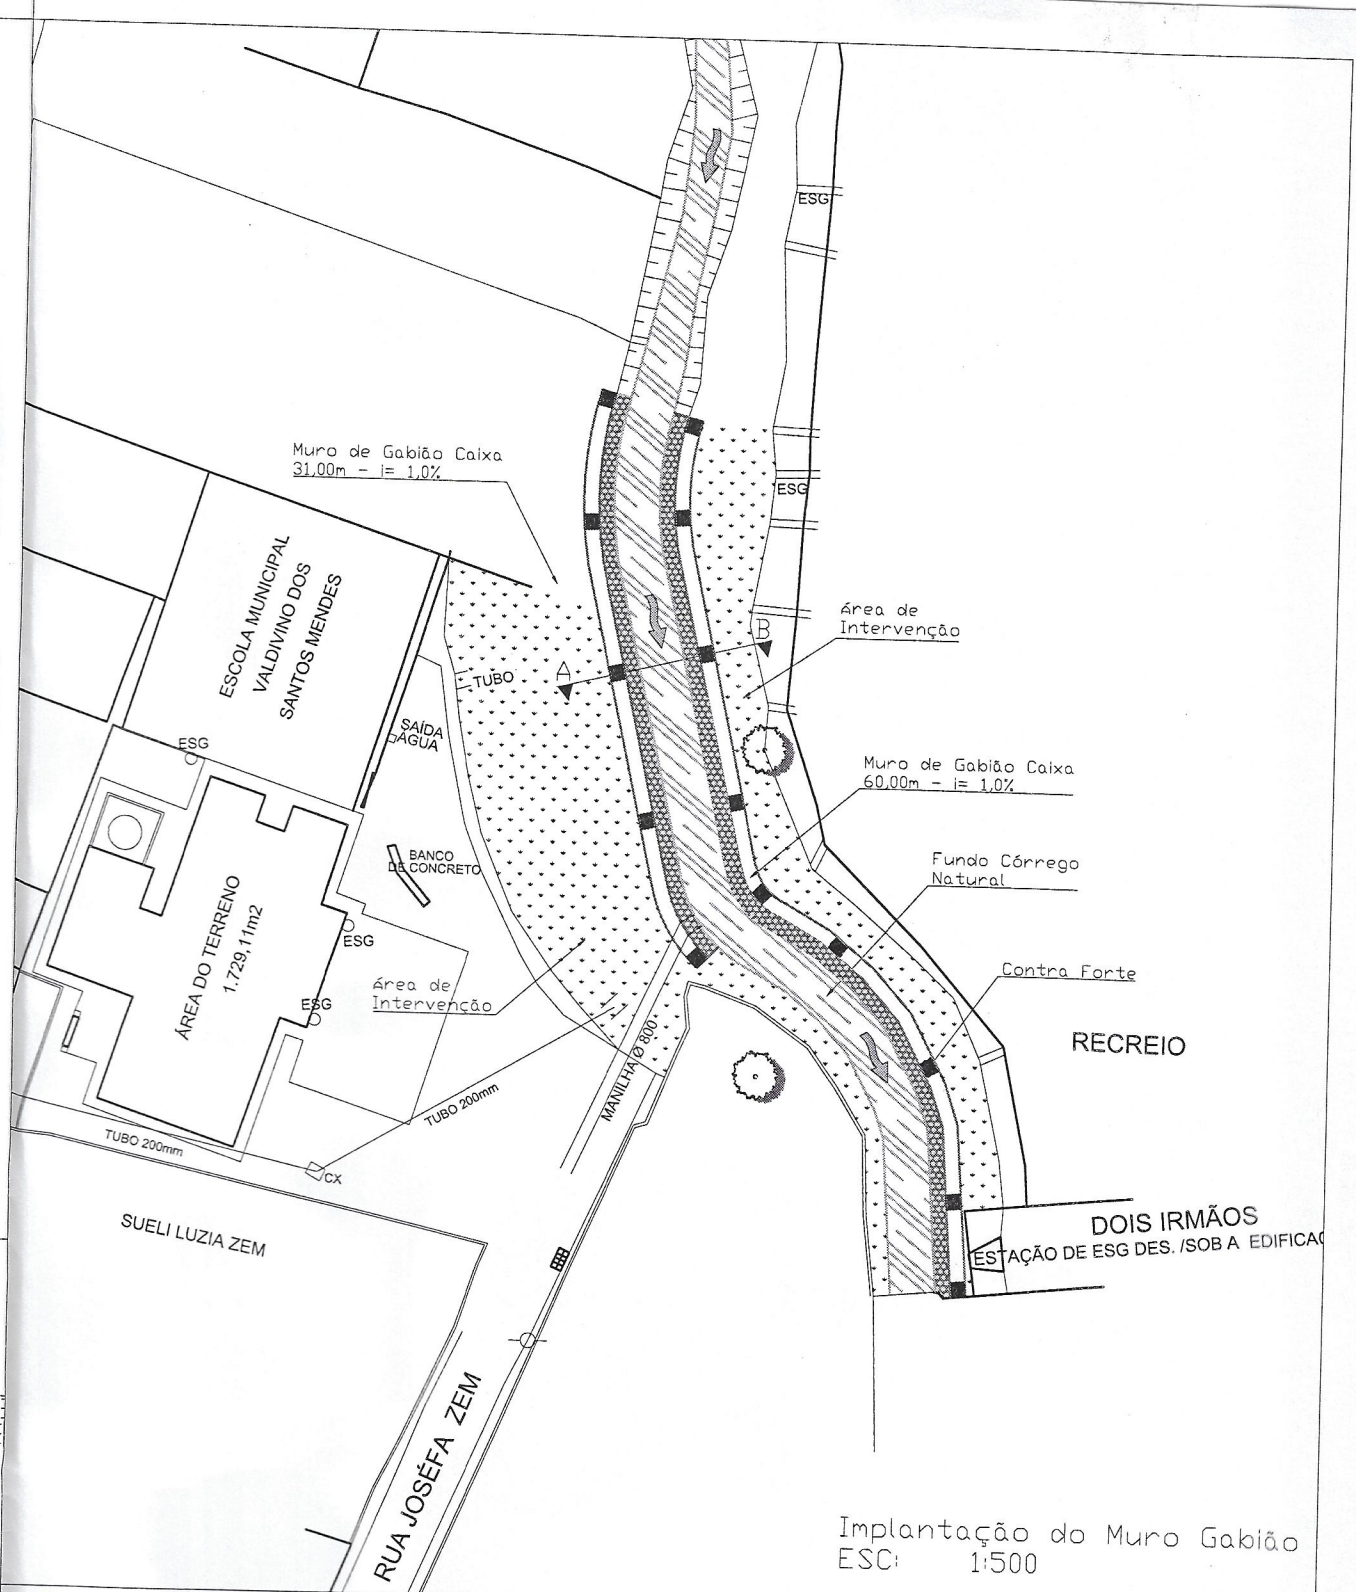 ESG
Muro de Gabião Caixa
31,00m - i= 1,0%
ESG
ESCOLA MUNICIPAL
VALDIVINO DOS
SANTOS MENDES
Área de
Intervenção
B
A
TUBO
SAÍDA
ÁGUA
ESG
Muro de Gabião Caixa
60,00m - i= 1,0%
BANCO
DE CONCRETO
Fundo Córrego
Natural
ÁREA DO TERRENO
1.729,11m2
ESG
Contra Forte
Área de
Intervenção
ESG
RECREIO
MANILHA Ø 800
TUBO 200mm
TUBO 200mm
CX
SUELI LUZIA ZEM
DOIS IRMÃOS
ESTAÇÃO DE ESG DES. /SOB A EDIFICAÇ
RUA JOSÉFA ZEM
Implantação do Muro Gabião
ESC: 1:500